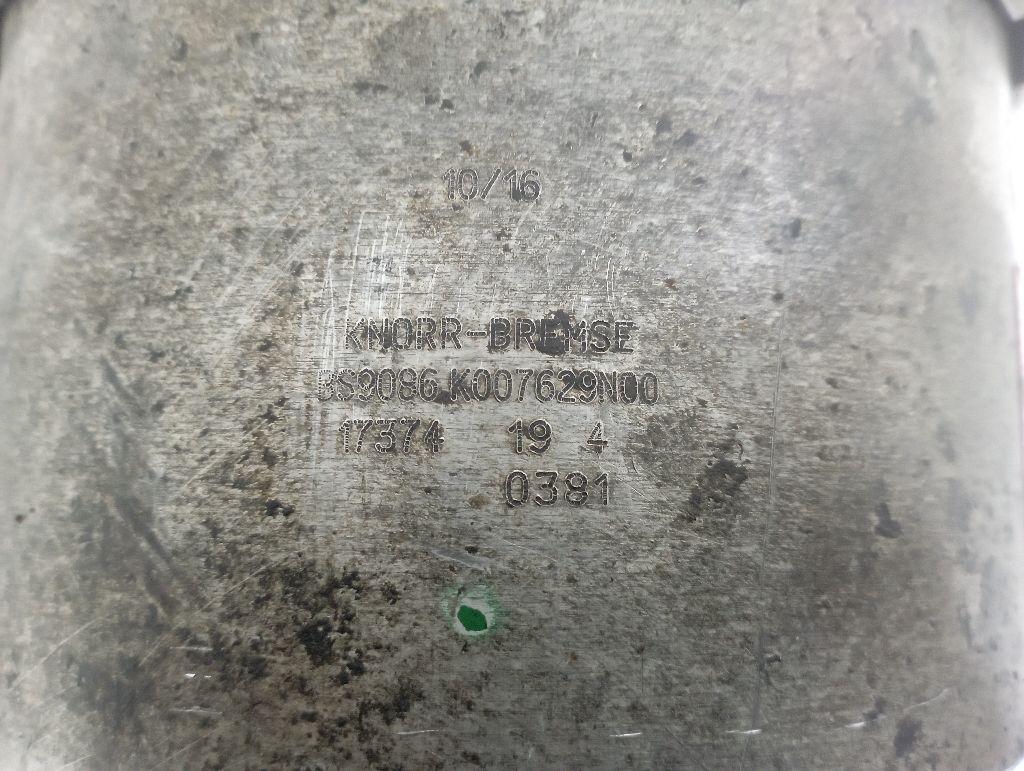 10/16
KNORR-BREMSE
BS9086 K007629N00
17374 19 4
0381